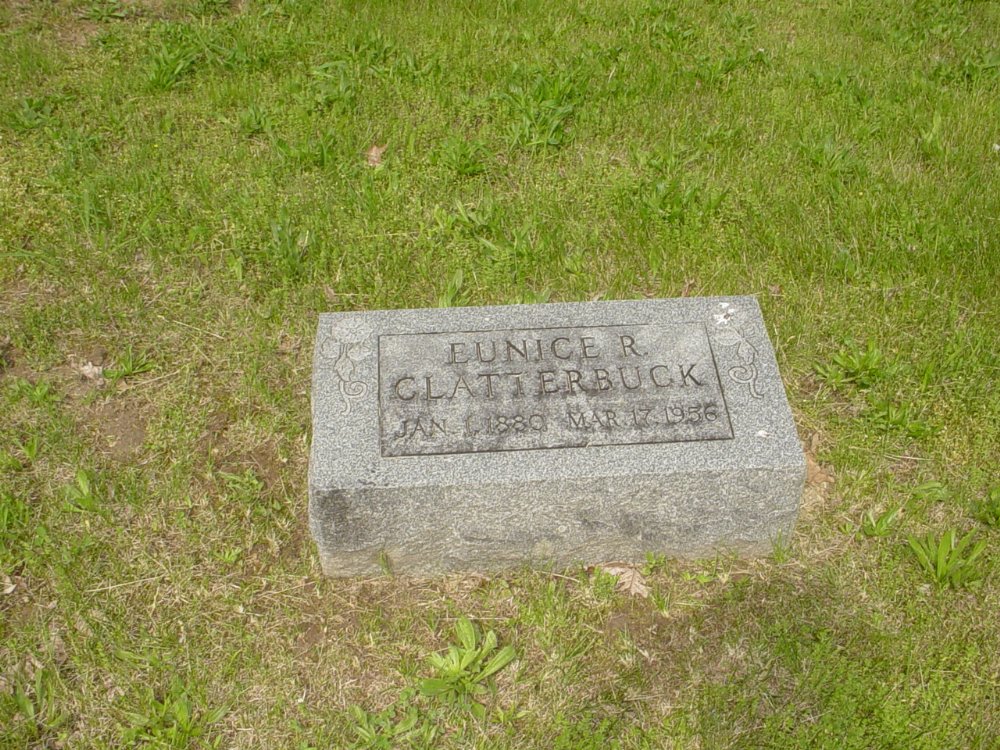 EUNICE R.
CLATTERBUCK
JAN. 1, 1880 MAR. 17, 1956